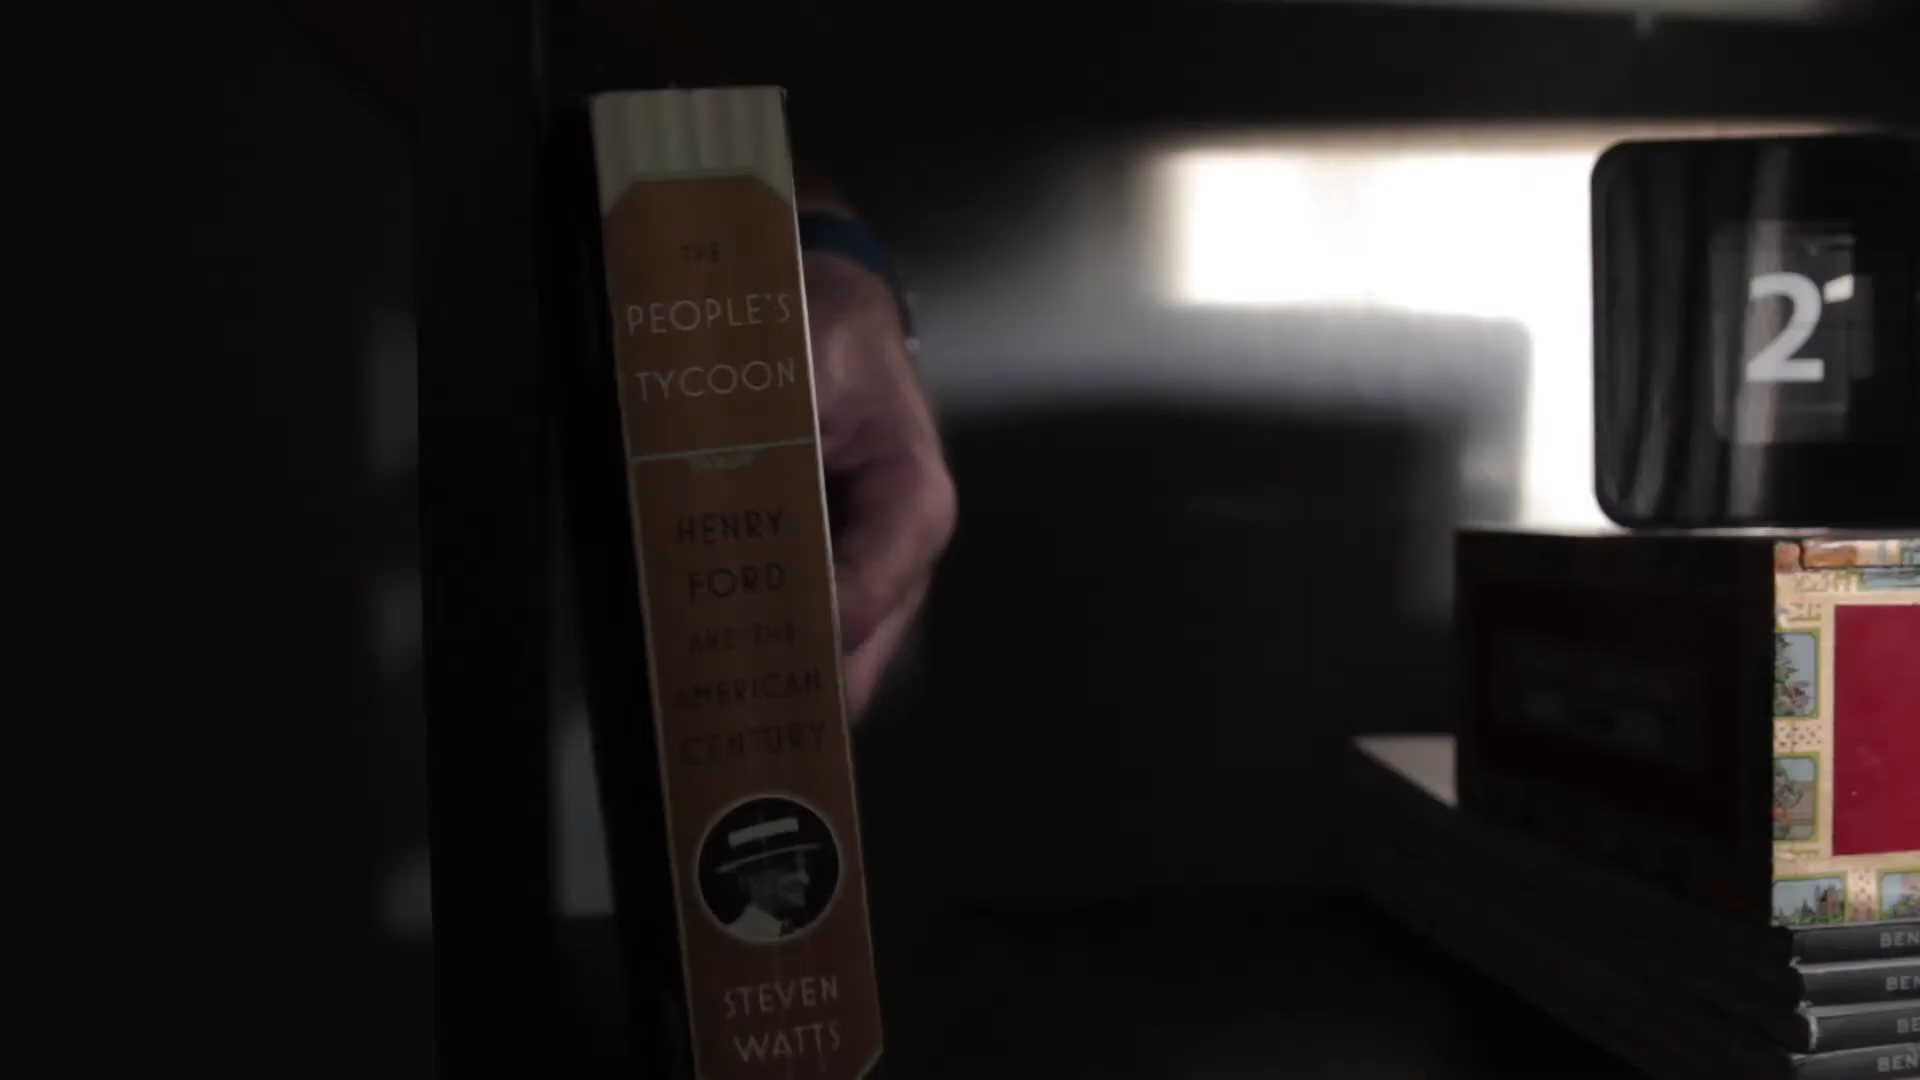 THE
PEOPLE'S
TYCOON
HENRY
FORD
AND THE
AMERICAN
CENTURY
STEVEN
WATTS
2
BEN
BEN
BE
BEN